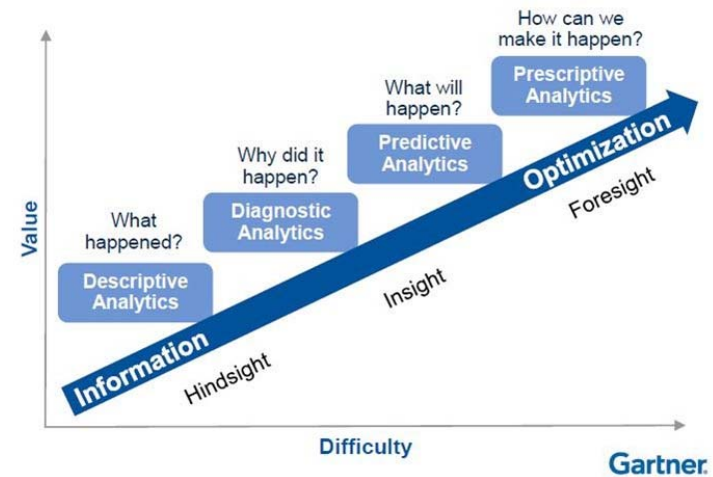 How can we
make it happen?
Prescriptive
Analytics
What will
happen?
Predictive
Analytics
Optimization
Foresight
Why did it
happen?
Diagnostic
Analytics
Insight
What
happened?
Descriptive
Analytics
Information
Hindsight
Value
Difficulty
Gartner.